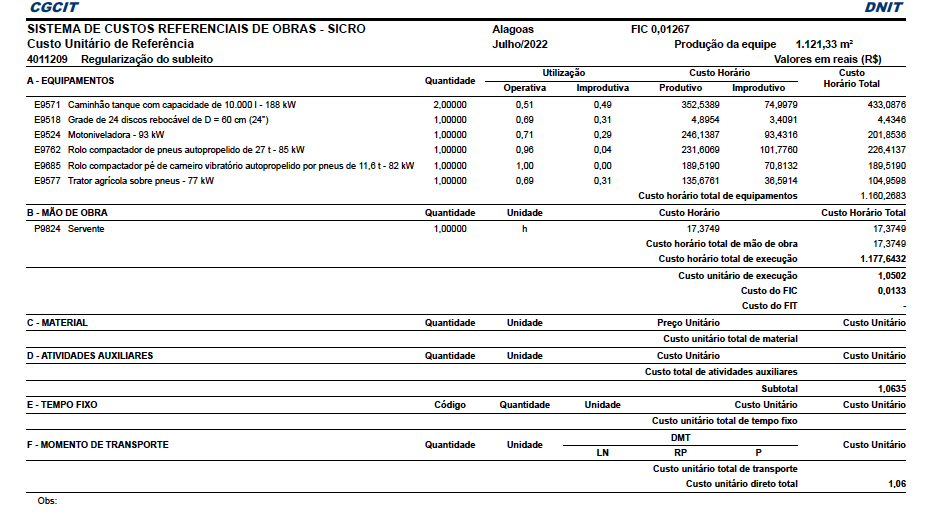 CGCIT DNIT
SISTEMA DE CUSTOS REFERENCIAIS DE OBRAS - SICRO Alagoas FIC 0,01267
Custo Unitário de Referência Julho/2022 Produção da equipe 1.121,33 m²
4011209 Regularização do subleito Valores em reais (R$)
A - EQUIPAMENTOS Quantidade Utilização Custo Horário Custo Horário Total
Operativa Improdutiva Produtivo Improdutivo
E9571 Caminhão tanque com capacidade de 10.000 l - 188 kW 2,00000 0,51 0,49 352,5389 74,9979 433,0876
E9518 Grade de 24 discos rebocável de D = 60 cm (24") 1,00000 0,69 0,31 4,8954 3,4091 4,4346
E9524 Motoniveladora - 93 kW 1,00000 0,71 0,29 246,1387 93,4316 201,8536
E9762 Rolo compactador de pneus autopropelido de 27 t - 85 kW 1,00000 0,96 0,04 231,6069 101,7760 226,4137
E9685 Rolo compactador pé de carneiro vibratório autopropelido por pneus de 11,6 t - 82 kW 1,00000 1,00 0,00 189,5190 70,8132 189,5190
E9577 Trator agrícola sobre pneus - 77 kW 1,00000 0,69 0,31 135,6761 36,5914 104,9598
Custo horário total de equipamentos 1.160,2683
B - MÃO DE OBRA Quantidade Unidade Custo Horário Custo Horário Total
P9824 Servente 1,00000 h 17,3749 17,3749
Custo horário total de mão de obra 17,3749
Custo horário total de execução 1.177,6432
Custo unitário de execução 1,0502
Custo do FIC 0,0133
Custo do FIT -
C - MATERIAL Quantidade Unidade Preço Unitário Custo Unitário
Custo unitário total de material
D - ATIVIDADES AUXILIARES Quantidade Unidade Custo Unitário Custo Unitário
Custo total de atividades auxiliares
Subtotal 1,0635
E - TEMPO FIXO Código Quantidade Unidade Custo Unitário Custo Unitário
Custo unitário total de tempo fixo
F - MOMENTO DE TRANSPORTE Quantidade Unidade DMT Custo Unitário
LN RP P
Custo unitário total de transporte
Custo unitário direto total 1,06
Obs: